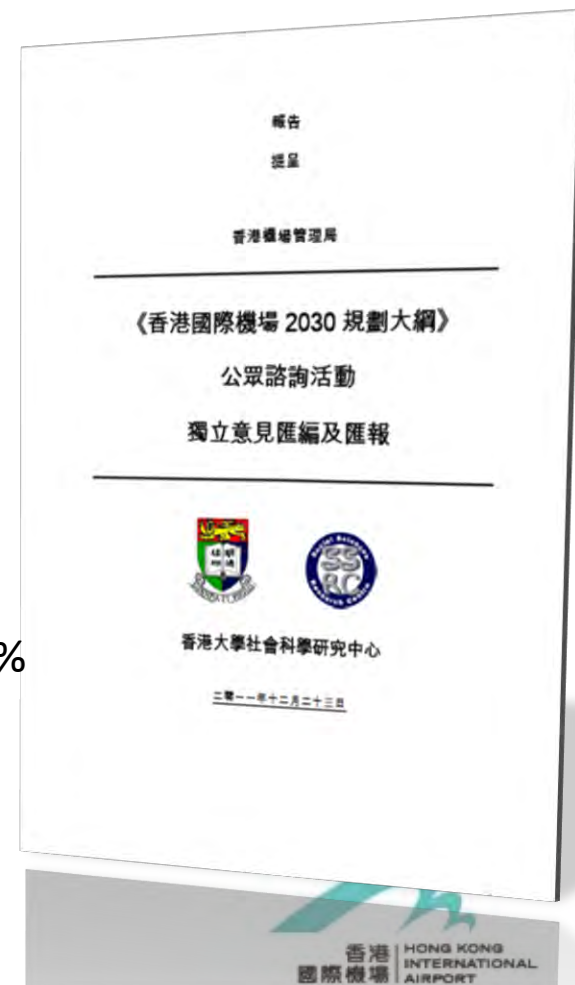 報告
提呈
香港機場管理局
《香港國際機場 2030 規劃大綱》
公眾諮詢活動
獨立意見匯編及匯報
SS
RC
香港大學社會科學研究中心
二零一一年十二月二十三日
%
香港 國際機場
HONG KONG INTERNATIONAL AIRPORT